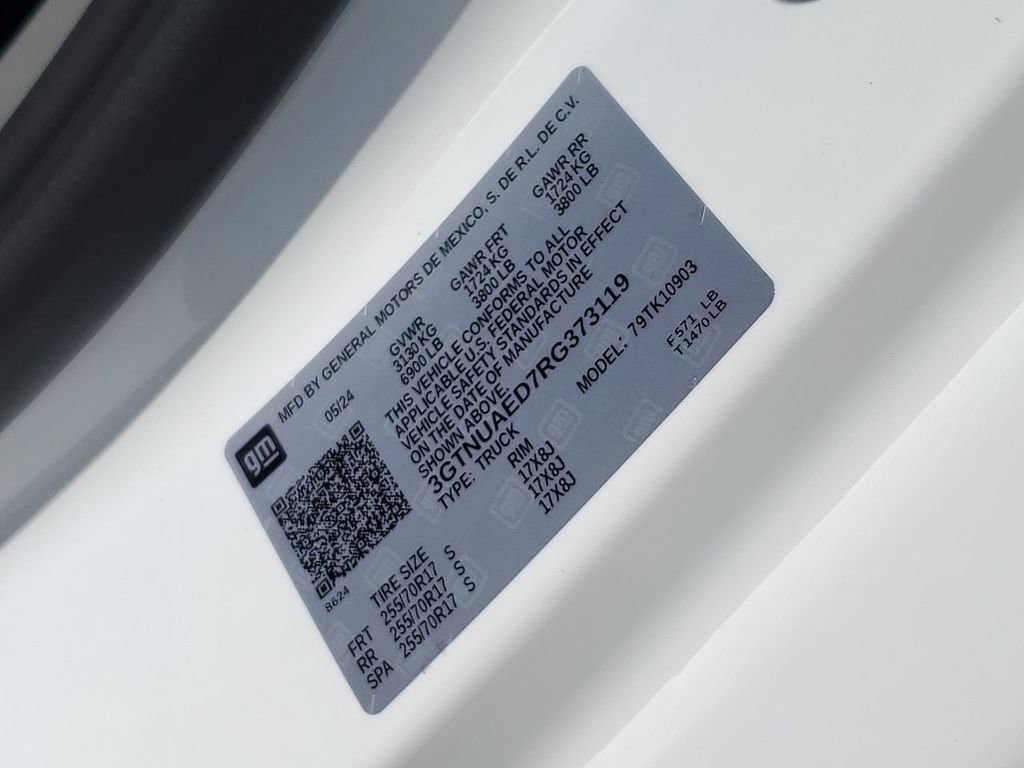 gm
MFD BY GENERAL MOTORS DE MEXICO, S. DE R.L. DE C.V.
05/24
GVWR GAWR FRT GAWR RR
3130 KG 1724 KG 1724 KG
6900 LB 3800 LB 3800 LB
THIS VEHICLE CONFORMS TO ALL
APPLICABLE U.S. FEDERAL MOTOR
VEHICLE SAFETY STANDARDS IN EFFECT
ON THE DATE OF MANUFACTURE
SHOWN ABOVE.
3GTNUAED7RG373119
TYPE: TRUCK MODEL: 79TK10903
8624
TIRE SIZE RIM
FRT 255/70R17 S 17X8J F 571 LB
RR 255/70R17 S 17X8J T 1470 LB
SPA 255/70R17 S 17X8J